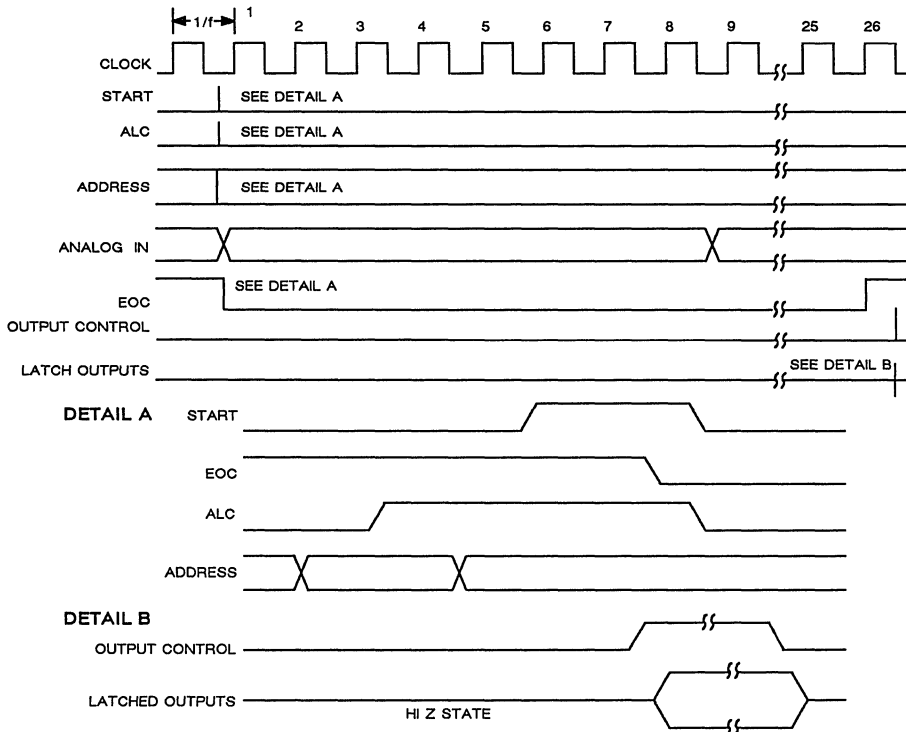 1/f
1 2 3 4 5 6 7 8 9 25 26
CLOCK
START SEE DETAIL A
ALC SEE DETAIL A
ADDRESS SEE DETAIL A
ANALOG IN
EOC SEE DETAIL A
OUTPUT CONTROL
LATCH OUTPUTS SEE DETAIL B
DETAIL A START
EOC
ALC
ADDRESS
DETAIL B
OUTPUT CONTROL
LATCHED OUTPUTS
HI Z STATE